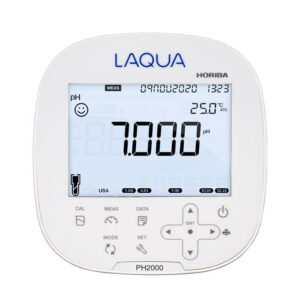 LAQUA
HORIBA
MEAS 09NOV2020 1323
pH 25.0°C
ATC
7.000 pH
USA
CAL MEAS DATA
ENT
MODE SET
PH2000